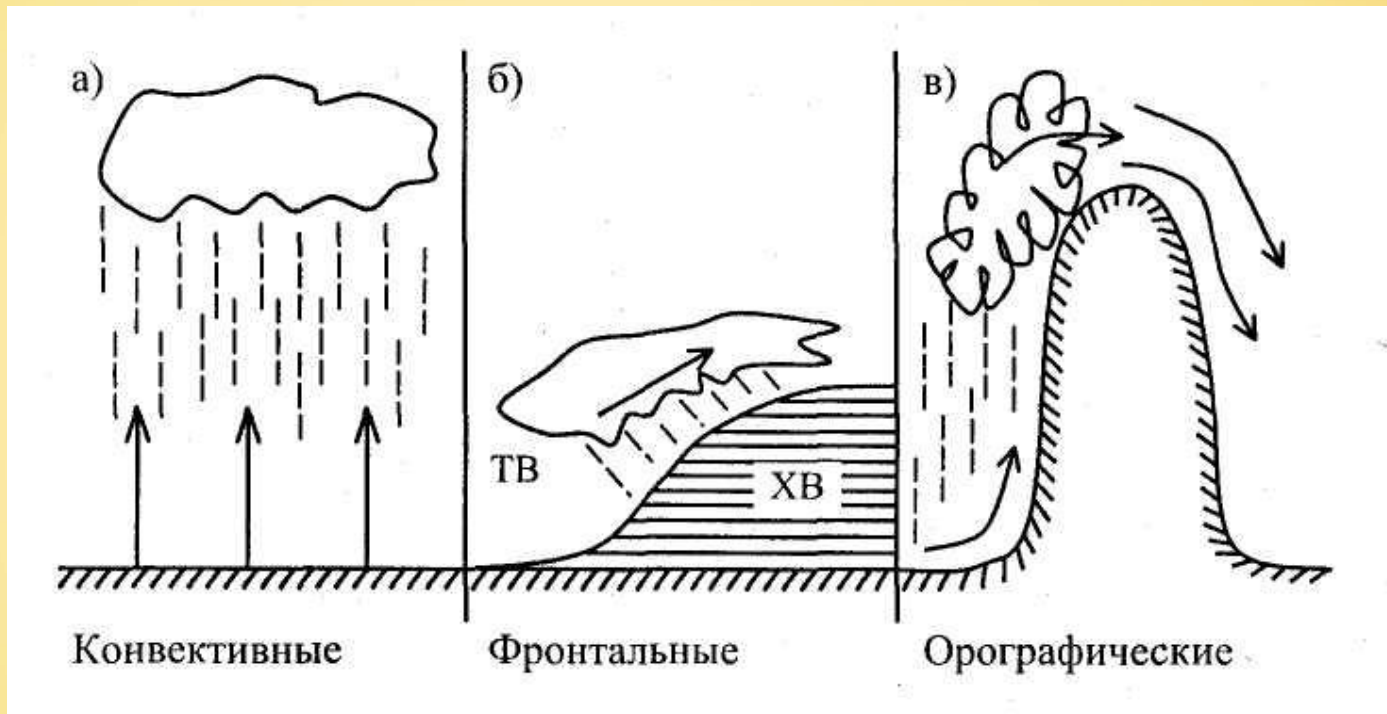 а)
б)
в)
ТВ
ХВ
Конвективные
Фронтальные
Орографические